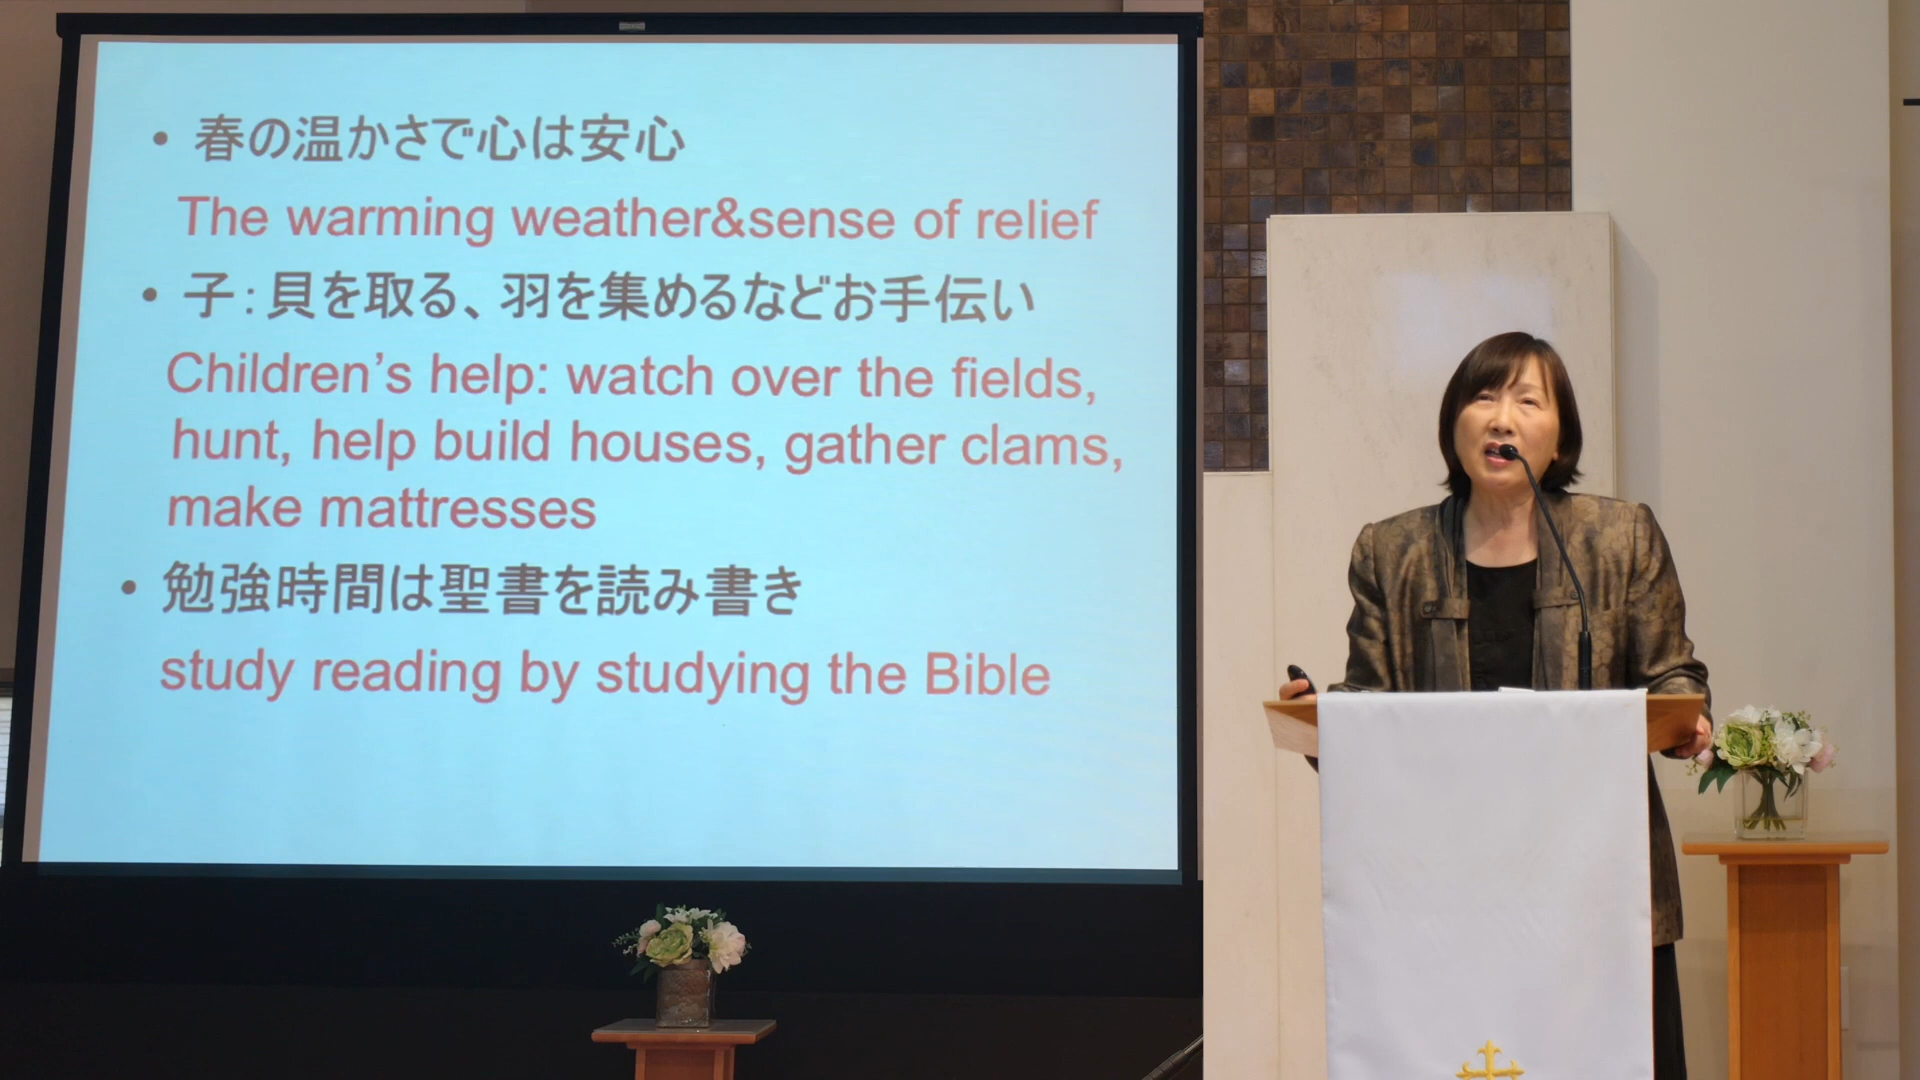 • 春の温かさで心は安心
The warming weather&sense of relief
• 子：貝を取る、羽を集めるなどお手伝い
Children’s help: watch over the fields,
hunt, help build houses, gather clams,
make mattresses
• 勉強時間は聖書を読み書き
study reading by studying the Bible